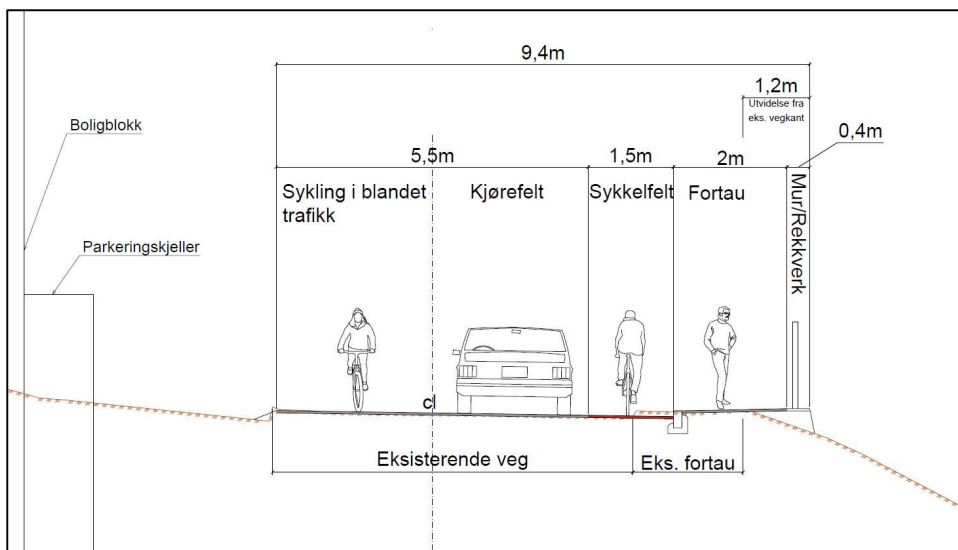 9,4m
1,2m
Utvidelse fra
eks. vegkant
Boligblokk
0,4m
5,5m
1,5m
2m
Sykling i blandet
trafikk
Kjørefelt
Sykkelfelt
Fortau
Mur/Rekkverk
Parkeringskjeller
cl
Eksisterende veg
Eks. fortau